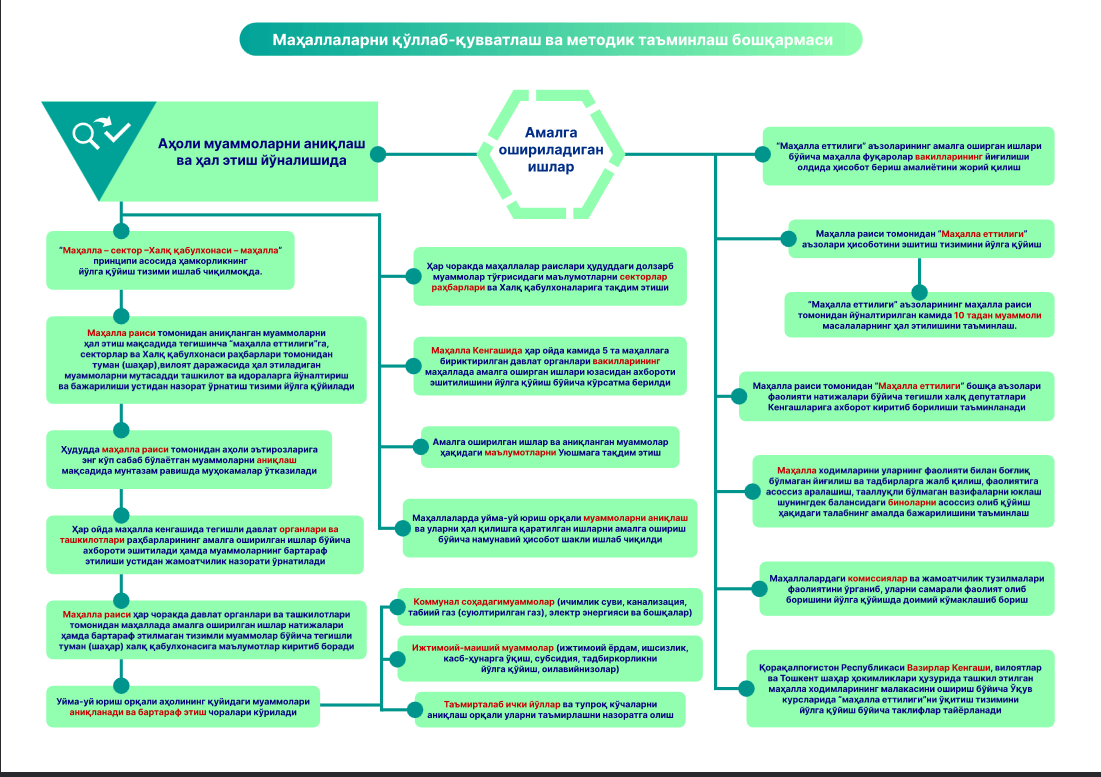 Маҳаллаларни қўллаб-қувватлаш ва методик таъминлаш бошқармаси
Аҳоли муаммоларни аниқлаш
ва ҳал этиш йўналишида
Амалга
ошириладиган
ишлар
“Маҳалла – сектор –Халқ қабулхонаси – маҳалла”
принципи асосида ҳамкорликнинг
йўлга қўйиш тизими ишлаб чиқилмоқда.
Маҳалла раиси томонидан аниқланган муаммоларни
ҳал этиш мақсадида тегишинча “маҳалла еттилиги”га,
секторлар ва Халқ қабулхонаси раҳбарлари томонидан
туман (шаҳар),вилоят даражасида ҳал этиладиган
муаммоларни мутасадди ташкилот ва идораларга йўналтириш
ва бажарилиши устидан назорат ўрнатиш тизими йўлга қўйилади
Ҳудудда маҳалла раиси томонидан аҳоли эътирозларига
энг кўп сабаб бўлаётган муаммоларни аниқлаш
мақсадида мунтазам равишда муҳокамалар ўтказилади
Ҳар ойда маҳалла кенгашида тегишли давлат органлари ва
ташкилотлари раҳбарларининг амалга оширилган ишлар бўйича
ахбороти эшитилади ҳамда муаммоларнинг бартараф
этилиши устидан жамоатчилик назорати ўрнатилади
Маҳалла раиси ҳар чоракда давлат органлари ва ташкилотлари
томонидан маҳаллада амалга оширилган ишлар натижалари
ҳамда бартараф этилмаган тизимли муаммолар бўйича тегишли
туман (шаҳар) халқ қабулхонасига маълумотлар киритиб боради
Уйма-уй юриш орқали аҳолининг қуйидаги муаммолари
аниқланади ва бартараф этиш чоралари кўрилади
Ҳар чоракда маҳаллалар раислари ҳудуддаги долзарб
муаммолар тўғрисидаги маълумотларни секторлар
раҳбарлари ва Халқ қабулхоналарига тақдим этиши
Маҳалла Кенгашида ҳар ойда камида 5 та маҳаллага
бириктирилган давлат органлари вакилларининг
маҳаллада амалга оширган ишлари юзасидан ахбороти
эшитилишини йўлга қўйиш бўйича кўрсатма берилди
Амалга оширилган ишлар ва аниқланган муаммолар
ҳақидаги маълумотларни Уюшмага тақдим этиш
Маҳаллаларда уйма-уй юриш орқали муаммоларни аниқлаш
ва уларни ҳал қилишга қаратилган ишларни амалга ошириш
бўйича намунавий ҳисобот шакли ишлаб чиқилди
Коммунал соҳадагимуаммолар (ичимлик суви, канализация,
табиий газ (суюлтирилган газ), электр энергияси ва бошқалар)
Ижтимоий-маиший муаммолар (ижтимоий ёрдам, ишсизлик,
касб-ҳунарга ўқиш, субсидия, тадбиркорликни
йўлга қўйиш, оилавийнизолар)
Таъмирталаб ички йўллар ва тупроқ кўчаларни
аниқлаш орқали уларни таъмирлашни назоратга олиш
“Маҳалла еттилиги” аъзоларининг амалга оширган ишлари
бўйича маҳалла фуқаролар вакилларининг йиғилиши
олдида ҳисобот бериш амалиётини жорий қилиш
Маҳалла раиси томонидан “Маҳалла еттилиги”
аъзолари ҳисоботини эшитиш тизимини йўлга қўйиш
“Маҳалла еттилиги” аъзоларининг маҳалла раиси
томонидан йўналтирилган камида 10 тадан муаммоли
масалаларнинг ҳал этилишини таъминлаш.
Маҳалла раиси томонидан “Маҳалла еттилиги” бошқа аъзолари
фаолияти натижалари бўйича тегишли халқ депутатлари
Кенгашларига ахборот киритиб борилиши таъминланади
Маҳалла ходимларини уларнинг фаолияти билан боғлиқ
бўлмаган йиғилиш ва тадбирларга жалб қилиш, фаолиятига
асоссиз аралашиш, тааллуқли бўлмаган вазифаларни юклаш
шунингдек балансидаги биноларни асоссиз олиб қўйиш
ҳақидаги талабнинг амалда бажарилишини таъминлаш
Маҳаллалардаги комиссиялар ва жамоатчилик тузилмалари
фаолиятини ўрганиб, уларни самарали фаолият олиб
боришини йўлга қўйишда доимий кўмаклашиб бориш
Қорақалпоғистон Республикаси Вазирлар Кенгаши, вилоятлар
ва Тошкент шаҳар ҳокимликлари ҳузурида ташкил этилган
маҳалла ходимларининг малакасини ошириш бўйича Ўқув
курсларида “маҳалла еттилиги”ни ўқитиш тизимини
йўлга қўйиш бўйича таклифлар тайёрланади